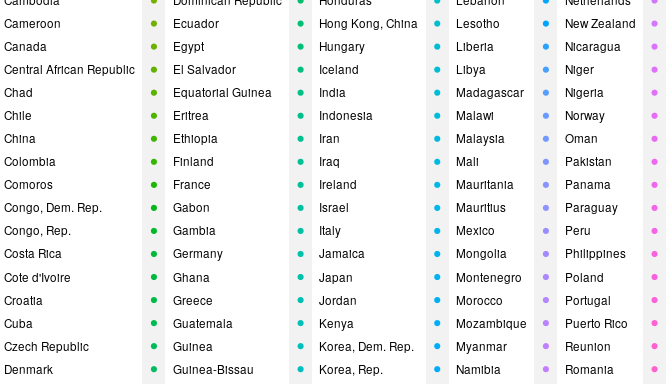 Cambodia
Cameroon
Canada
Central African Republic
Chad
Chile
China
Colombia
Comoros
Congo, Dem. Rep.
Congo, Rep.
Costa Rica
Cote d'Ivoire
Croatia
Cuba
Czech Republic
Denmark
Dominican Republic
Ecuador
Egypt
El Salvador
Equatorial Guinea
Eritrea
Ethiopia
Finland
France
Gabon
Gambia
Germany
Ghana
Greece
Guatemala
Guinea
Guinea-Bissau
Honduras
Hong Kong, China
Hungary
Iceland
India
Indonesia
Iran
Iraq
Ireland
Israel
Italy
Jamaica
Japan
Jordan
Kenya
Korea, Dem. Rep.
Korea, Rep.
Lebanon
Lesotho
Liberia
Libya
Madagascar
Malawi
Malaysia
Mali
Mauritania
Mauritius
Mexico
Mongolia
Montenegro
Morocco
Mozambique
Myanmar
Namibia
Netherlands
New Zealand
Nicaragua
Niger
Nigeria
Norway
Oman
Pakistan
Panama
Paraguay
Peru
Philippines
Poland
Portugal
Puerto Rico
Reunion
Romania